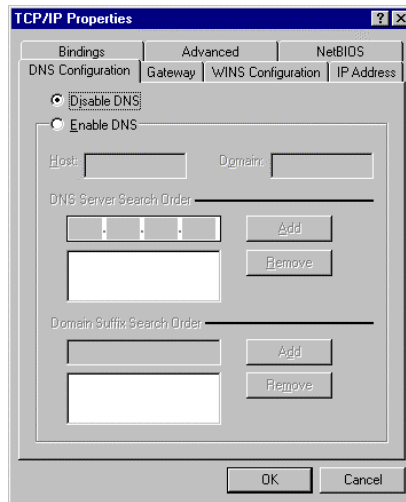 TCP/IP Properties
Bindings Advanced NetBIOS
DNS Configuration Gateway WINS Configuration IP Address
Disable DNS
Enable DNS
Host: Domain:
DNS Server Search Order
. . . Add
Remove
Domain Suffix Search Order
Add
Remove
OK Cancel